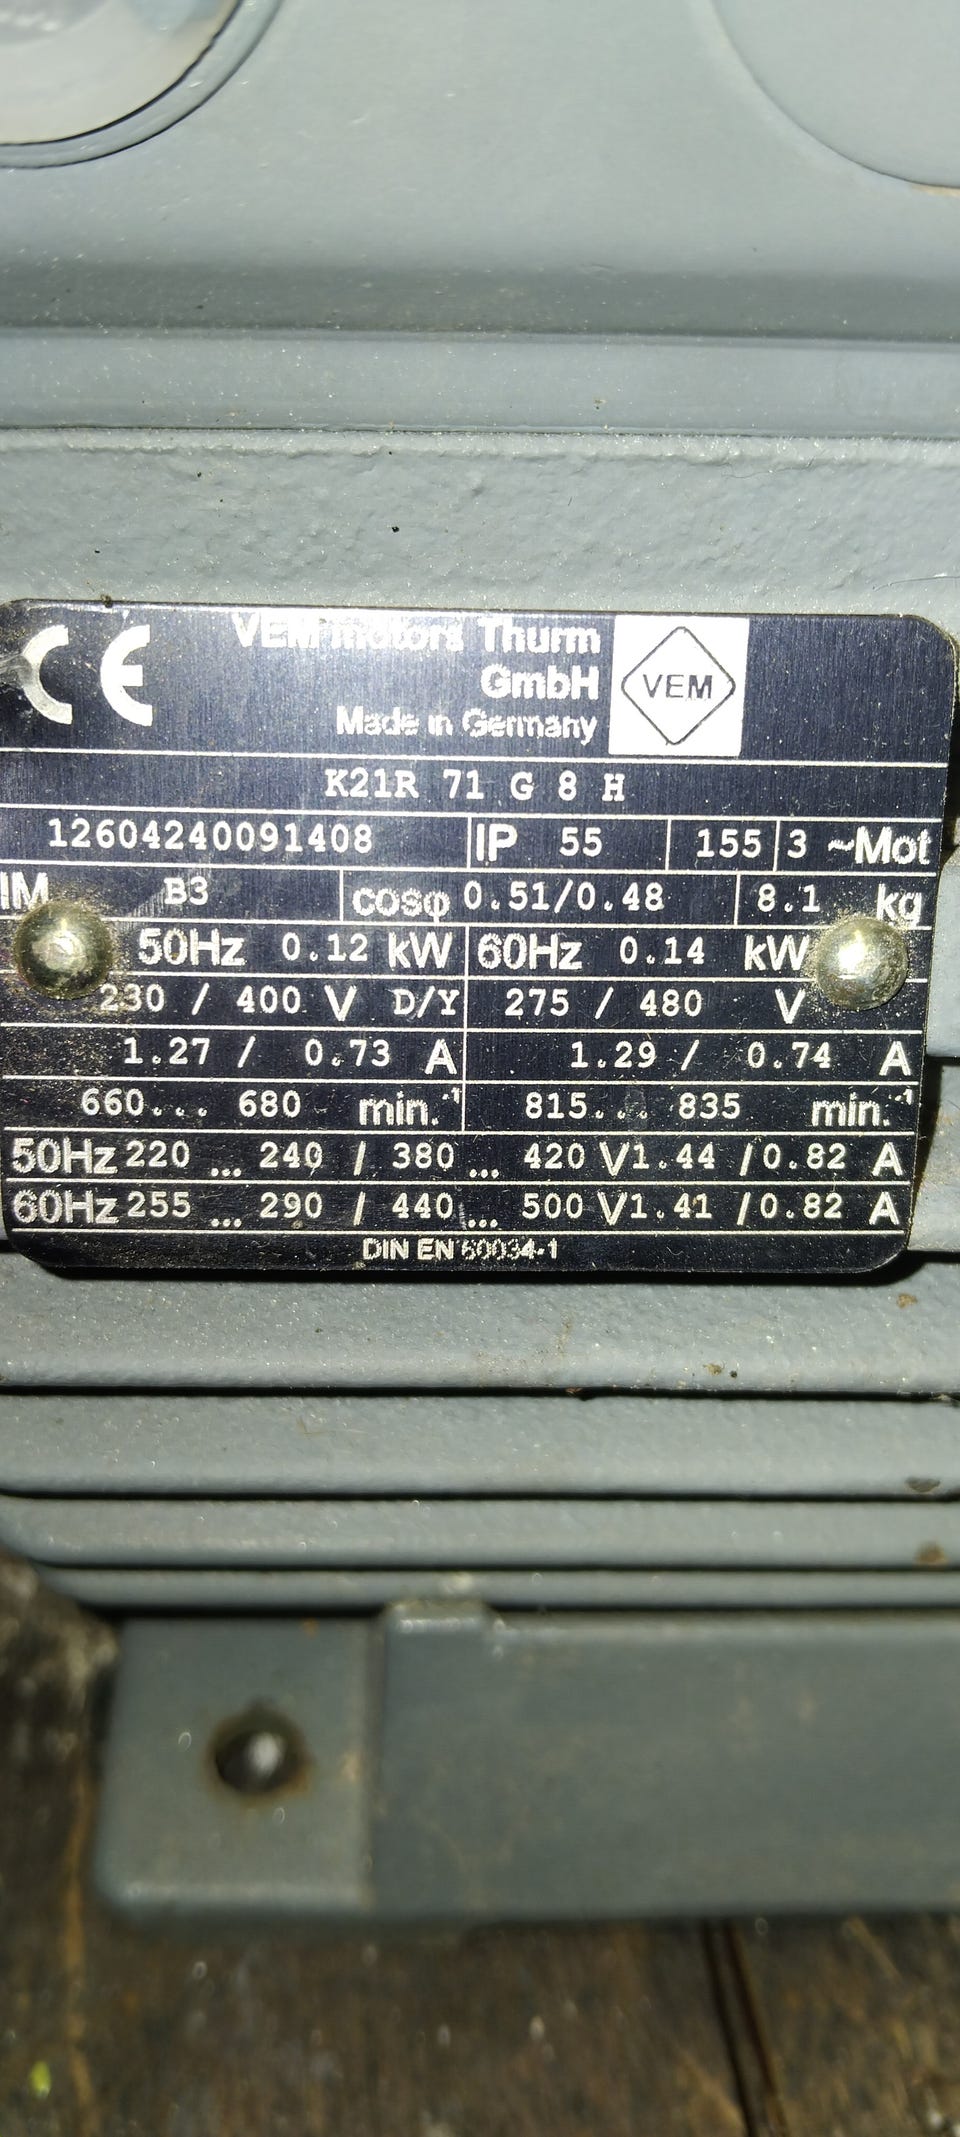 CE
VEM motors Thurm
GmbH
Made in Germany
VEM
K21R 71 G 8 H
12604240091408 IP 55 155 3 ~Mot
IM B3 cosφ 0.51/0.48 8.1 kg
50Hz 0.12 kW 60Hz 0.14 kW
230 / 400 V D/Y 275 / 480 V
1.27 / 0.73 A 1.29 / 0.74 A
660... 680 min.-1 815... 835 min.-1
50Hz 220 ... 240 / 380 ... 420 V 1.44 / 0.82 A
60Hz 255 ... 290 / 440 ... 500 V 1.41 / 0.82 A
DIN EN 60034-1